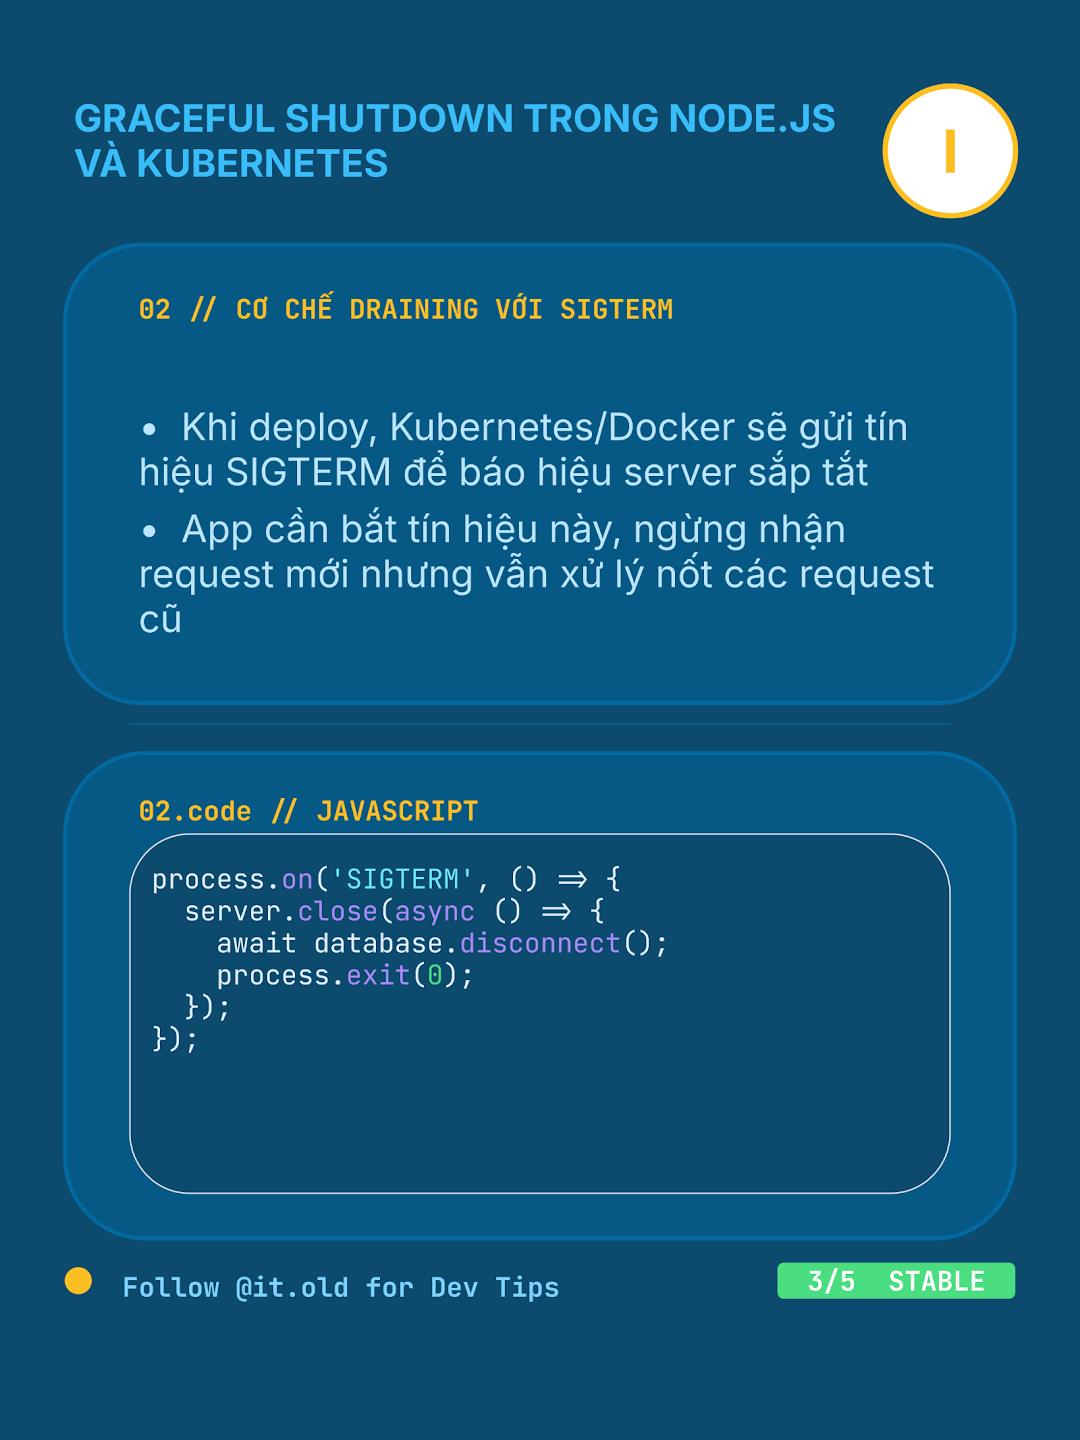 GRACEFUL SHUTDOWN TRONG NODE.JS
VÀ KUBERNETES
I
02 // CƠ CHẾ DRAINING VỚI SIGTERM
• Khi deploy, Kubernetes/Docker sẽ gửi tín
hiệu SIGTERM để báo hiệu server sắp tắt
• App cần bắt tín hiệu này, ngừng nhận
request mới nhưng vẫn xử lý nốt các request
cũ
02.code // JAVASCRIPT
process.on('SIGTERM', () => {
  server.close(async () => {
    await database.disconnect();
    process.exit(0);
  });
});
Follow @it.old for Dev Tips
3/5 STABLE